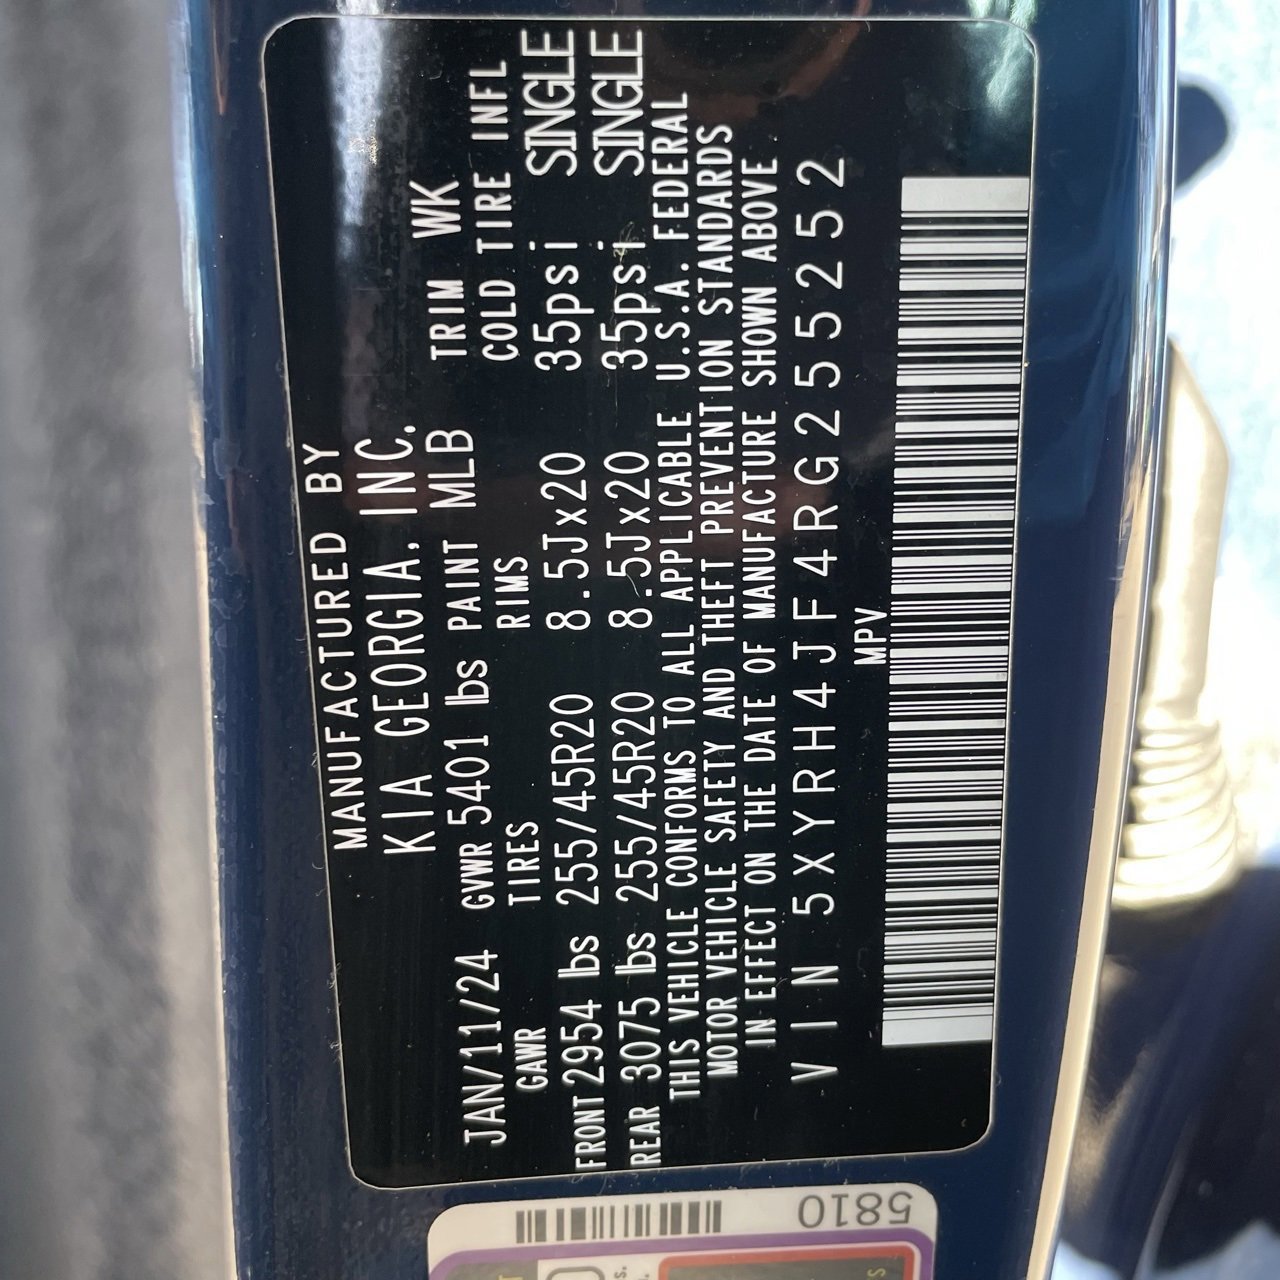 MANUFACTURED BY
KIA GEORGIA, INC.
JAN/11/24 GVWR 5401 lbs PAINT MLB TRIM WK
GAWR TIRES RIMS COLD TIRE INFL
FRONT 2954 lbs 255/45R20 8.5Jx20 35psi SINGLE
REAR 3075 lbs 255/45R20 8.5Jx20 35psi SINGLE
THIS VEHICLE CONFORMS TO ALL APPLICABLE U.S.A. FEDERAL
MOTOR VEHICLE SAFETY AND THEFT PREVENTION STANDARDS
IN EFFECT ON THE DATE OF MANUFACTURE SHOWN ABOVE
VIN 5XYRH4JF4RG255252
MPV
5810